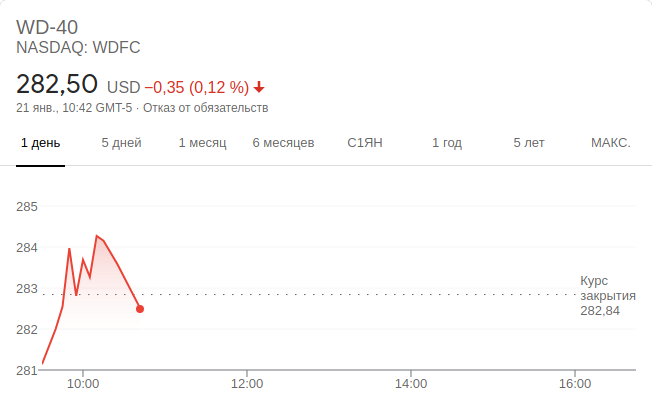 WD-40
NASDAQ: WDFC
282,50 USD −0,35 (0,12 %)
21 янв., 10:42 GMT-5 · Отказ от обязательств
1 день 5 дней 1 месяц 6 месяцев С1ЯН 1 год 5 лет МАКС.
285
284
283
282
281
Курс
закрытия
282,84
10:00 12:00 14:00 16:00